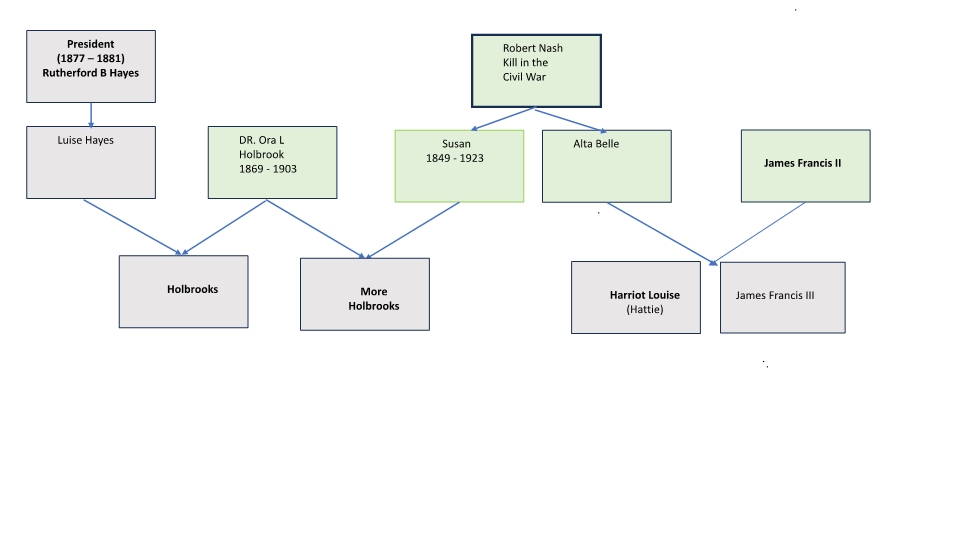 President
(1877 – 1881)
Rutherford B Hayes
Robert Nash
Kill in the
Civil War
Luise Hayes
DR. Ora L
Holbrook
1869 - 1903
Susan
1849 - 1923
Alta Belle
James Francis II
Holbrooks
More
Holbrooks
Harriot Louise
(Hattie)
James Francis III